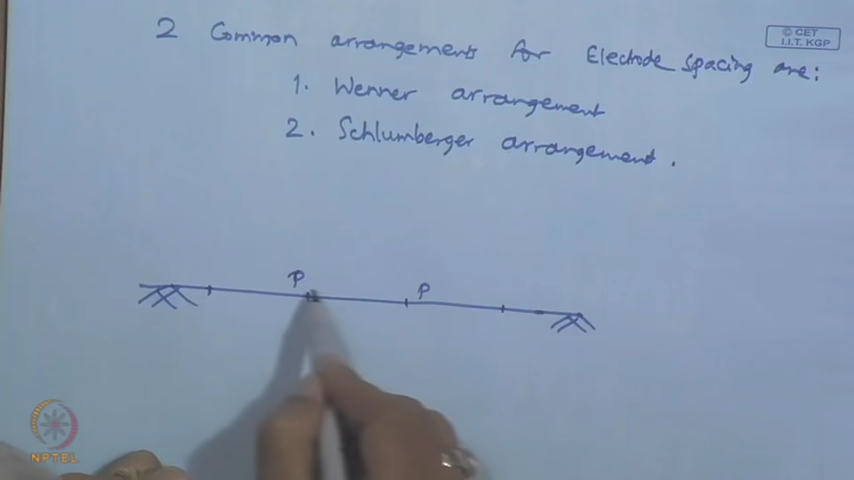 2 Common arrangements for Electrode spacing are:
© CET
I.I.T. KGP
1. Wenner arrangement
2. Schlumberger arrangement.
P P
NPTEL